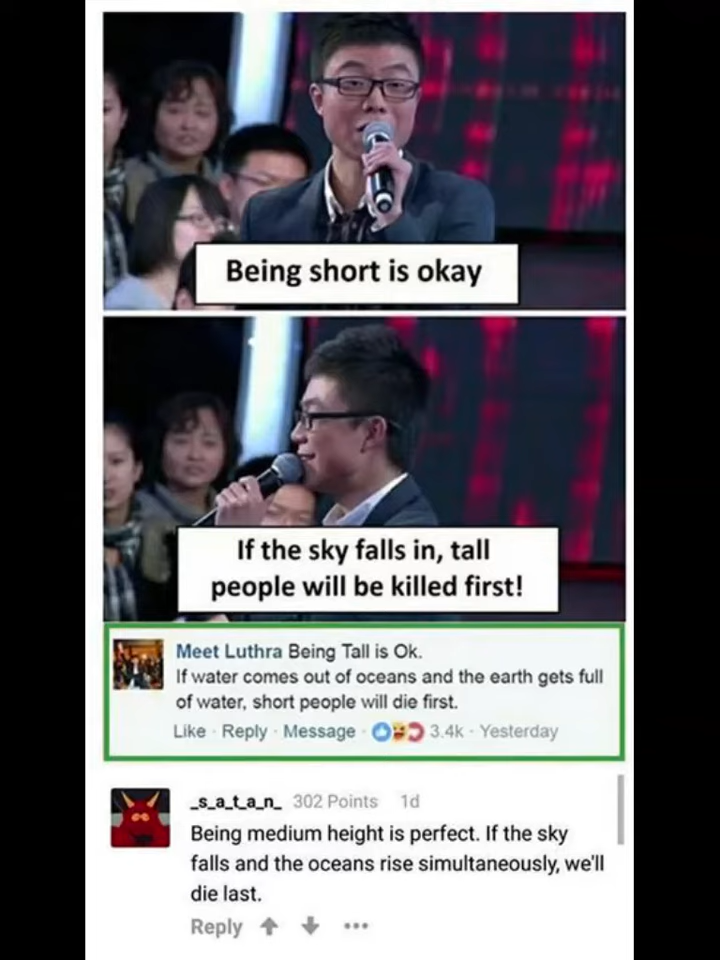 Being short is okay
If the sky falls in, tall
people will be killed first!
Meet Luthra Being Tall is Ok.
If water comes out of oceans and the earth gets full
of water, short people will die first.
Like · Reply · Message · 3.4k · Yesterday
_s_a_t_a_n_ 302 Points 1d
Being medium height is perfect. If the sky
falls and the oceans rise simultaneously, we'll
die last.
Reply